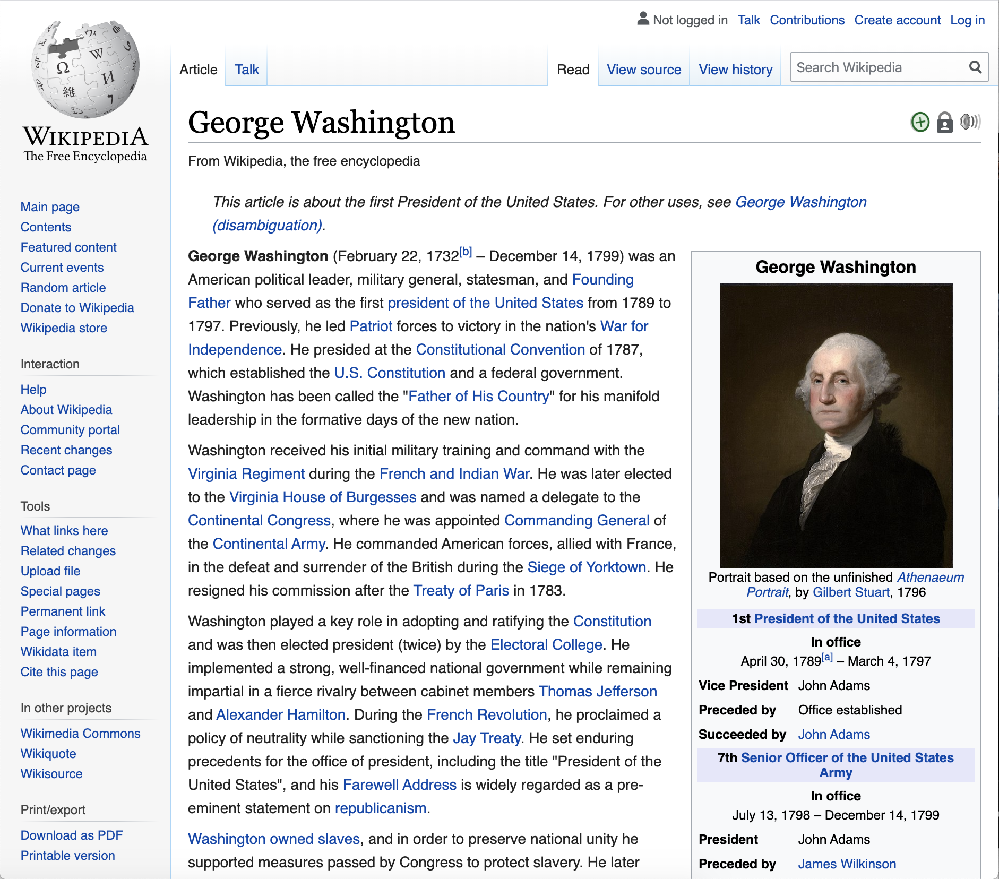 Not logged in Talk Contributions Create account Log in
Article Talk Read View source View history Search Wikipedia
WIKIPEDIA
The Free Encyclopedia
Main page
Contents
Featured content
Current events
Random article
Donate to Wikipedia
Wikipedia store
Interaction
Help
About Wikipedia
Community portal
Recent changes
Contact page
Tools
What links here
Related changes
Upload file
Special pages
Permanent link
Page information
Wikidata item
Cite this page
In other projects
Wikimedia Commons
Wikiquote
Wikisource
Print/export
Download as PDF
Printable version
George Washington
From Wikipedia, the free encyclopedia
This article is about the first President of the United States. For other uses, see George Washington
(disambiguation).
George Washington (February 22, 1732[b] – December 14, 1799) was an
American political leader, military general, statesman, and Founding
Father who served as the first president of the United States from 1789 to
1797. Previously, he led Patriot forces to victory in the nation's War for
Independence. He presided at the Constitutional Convention of 1787,
which established the U.S. Constitution and a federal government.
Washington has been called the "Father of His Country" for his manifold
leadership in the formative days of the new nation.
Washington received his initial military training and command with the
Virginia Regiment during the French and Indian War. He was later elected
to the Virginia House of Burgesses and was named a delegate to the
Continental Congress, where he was appointed Commanding General of
the Continental Army. He commanded American forces, allied with France,
in the defeat and surrender of the British during the Siege of Yorktown. He
resigned his commission after the Treaty of Paris in 1783.
Washington played a key role in adopting and ratifying the Constitution
and was then elected president (twice) by the Electoral College. He
implemented a strong, well-financed national government while remaining
impartial in a fierce rivalry between cabinet members Thomas Jefferson
and Alexander Hamilton. During the French Revolution, he proclaimed a
policy of neutrality while sanctioning the Jay Treaty. He set enduring
precedents for the office of president, including the title "President of the
United States", and his Farewell Address is widely regarded as a pre-
eminent statement on republicanism.
Washington owned slaves, and in order to preserve national unity he
supported measures passed by Congress to protect slavery. He later
George Washington
Portrait based on the unfinished Athenaeum
Portrait, by Gilbert Stuart, 1796
1st President of the United States
In office
April 30, 1789[a] – March 4, 1797
Vice President John Adams
Preceded by Office established
Succeeded by John Adams
7th Senior Officer of the United States
Army
In office
July 13, 1798 – December 14, 1799
President John Adams
Preceded by James Wilkinson